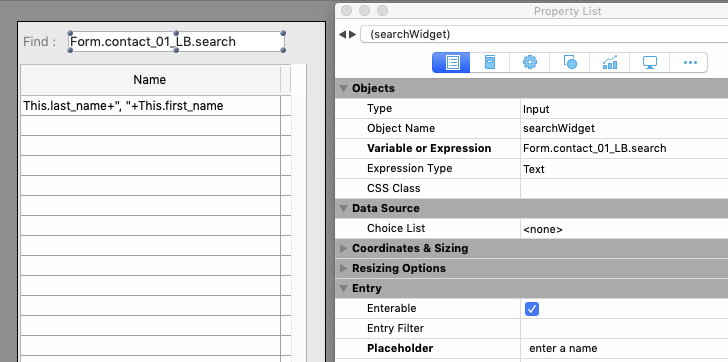 Property List
Find :
Form.contact_01_LB.search
(searchWidget)
Name
This.last_name+", "+This.first_name
Objects
Type
Input
Object Name
searchWidget
Variable or Expression
Form.contact_01_LB.search
Expression Type
Text
CSS Class
Data Source
Choice List
<none>
Coordinates & Sizing
Resizing Options
Entry
Enterable
Entry Filter
Placeholder
enter a name